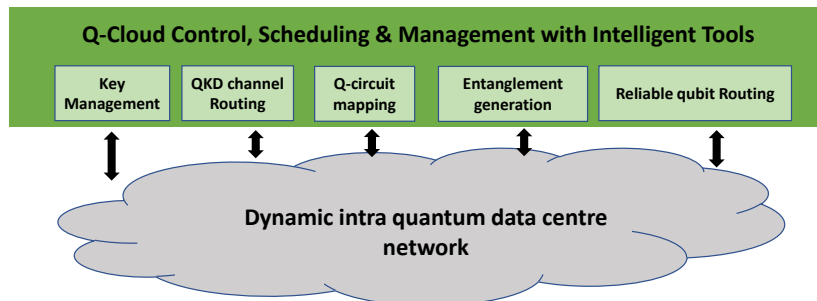 Q-Cloud Control, Scheduling & Management with Intelligent Tools
Key
Management
QKD channel
Routing
Q-circuit
mapping
Entanglement
generation
Reliable qubit Routing
Dynamic intra quantum data centre
network